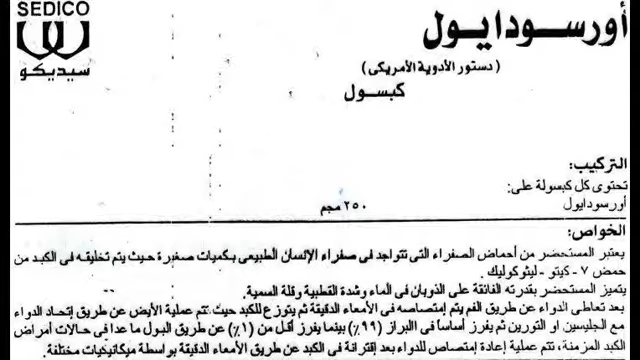 SEDICO
سيديكو
أورسودايول
(دستور الأدوية الأمريكى)
كبسول
التركيب:
تحتوى كل كبسولة على:
أورسودايول ٢٥٠ مجم
الخواص:
يعتبر المستحضر من أحماض الصفراء التى تتواجد فى صفراء الإنسان الطبيعى بكميات صغيرة حيث يتم تخليقه فى الكبد من
حمض ٧ - كيتو - ليثوكوليك.
يتميز المستحضر بقدرته الفائقة على الذوبان فى الماء وشدة القطبية وقلة السمية.
بعد تعاطى الدواء عن طريق الفم يتم إمتصاصه فى الأمعاء الدقيقة ثم يتوزع للكبد حيث تتم عملية الأيض عن طريق إتحاد الدواء
مع الجليسين او التورين ثم يفرز أساساً فى البراز (٩٩٪) بينما يفرز أقل من (١٪) عن طريق البول ما عدا فى حالات أمراض
الكبد المزمنة، تتم عملية إعادة إمتصاص للدواء بعد إقترانة فى الكبد عن طريق الأمعاء الدقيقة بواسطة ميكانيكيات مختلفة.